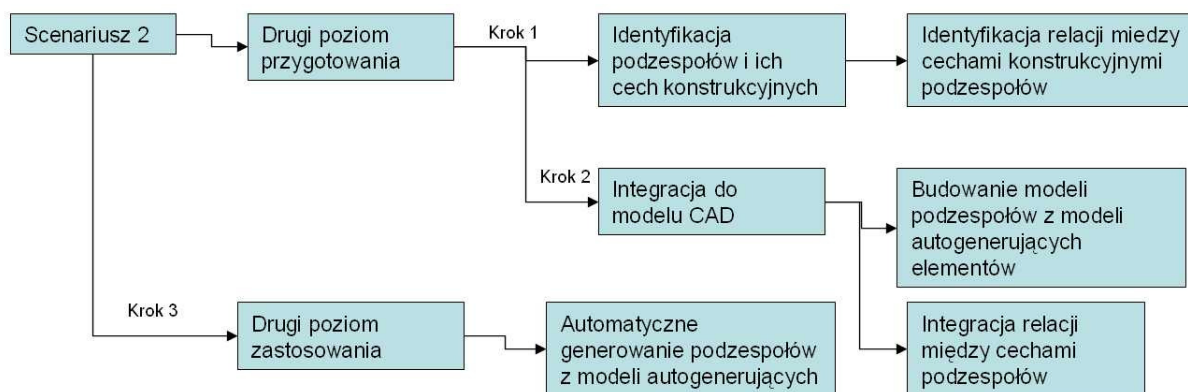 Scenariusz 2
Drugi poziom
przygotowania
Krok 1
Identyfikacja
podzespołów i ich
cech konstrukcyjnych
Identyfikacja relacji miedzy
cechami konstrukcyjnymi
podzespołów
Krok 2
Integracja do
modelu CAD
Budowanie modeli
podzespołów z modeli
autogenerujących
elementów
Krok 3
Drugi poziom
zastosowania
Automatyczne
generowanie podzespołów
z modeli autogenerujących
Integracja relacji
między cechami
podzespołów